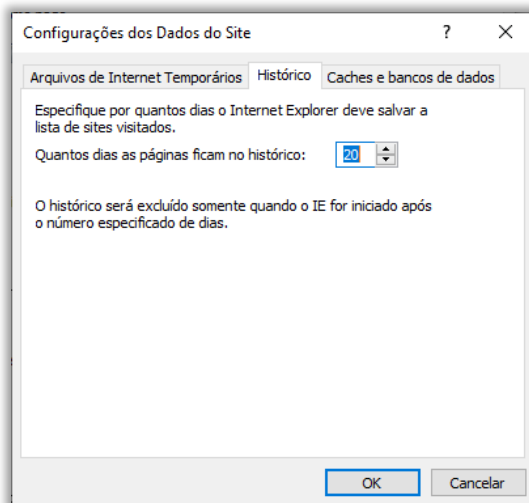 Configurações dos Dados do Site ?
Arquivos de Internet Temporários Histórico Caches e bancos de dados
Especifique por quantos dias o Internet Explorer deve salvar a
lista de sites visitados.
Quantos dias as páginas ficam no histórico: 20
O histórico será excluído somente quando o IE for iniciado após
o número especificado de dias.
OK Cancelar